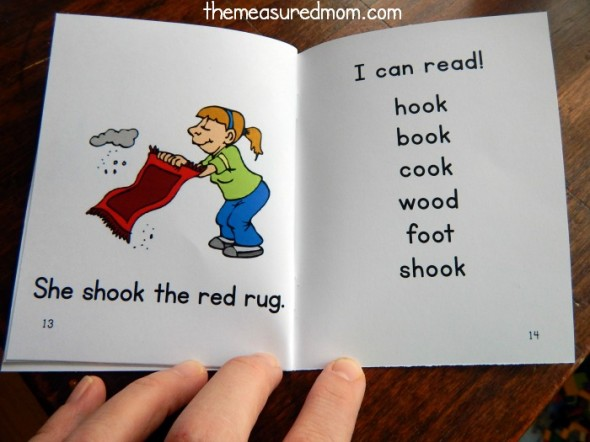 themeasuredmom.com
She shook the red rug.
13
I can read!
hook
book
cook
wood
foot
shook
14